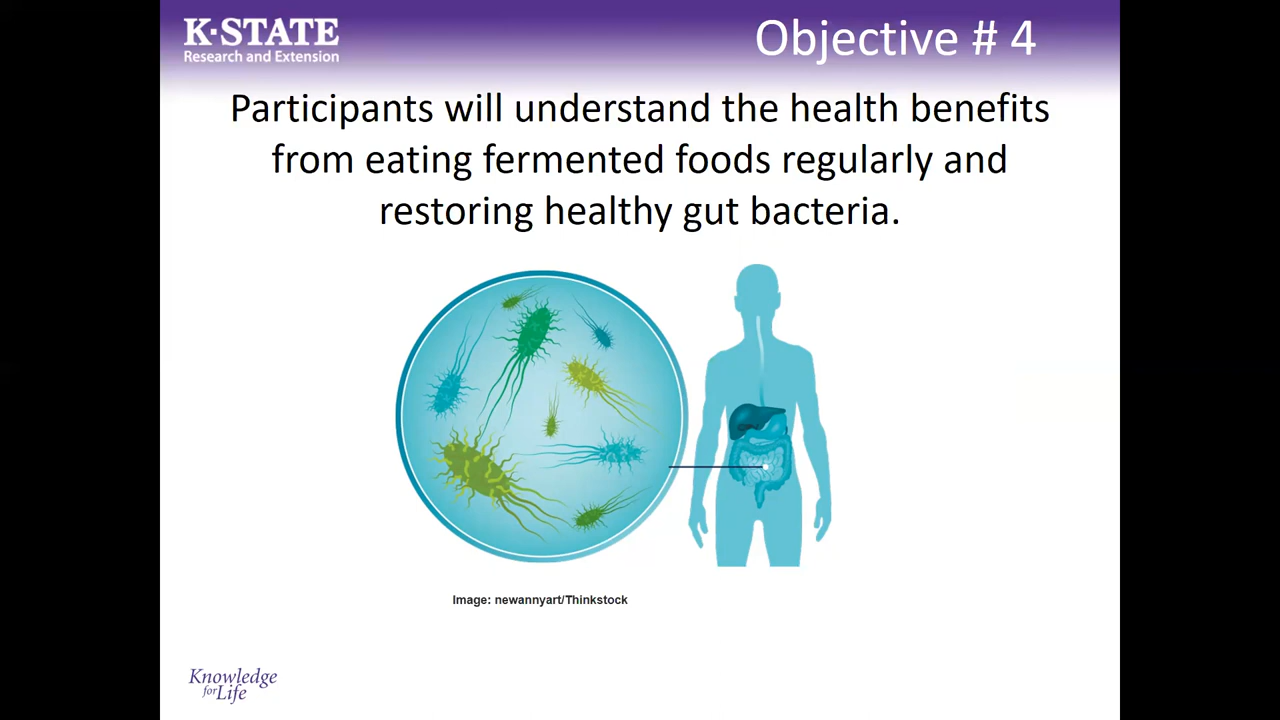 K·STATE
Research and Extension
Objective # 4
Participants will understand the health benefits
from eating fermented foods regularly and
restoring healthy gut bacteria.
Image: newannyart/Thinkstock
Knowledge
for Life